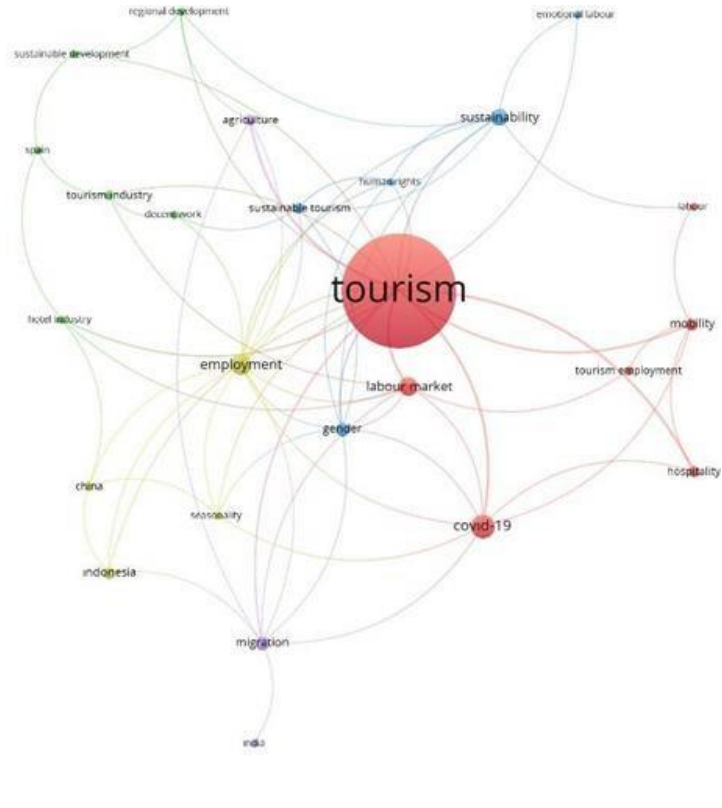 regional development
emotional labour
sustainable development
sustainability
agriculture
spain
human rights
tourism industry
sustainable tourism
labour
decent work
tourism
hotel industry
mobility
employment
tourism employment
labour market
gender
hospitality
china
seasonality
covid-19
indonesia
migration
india